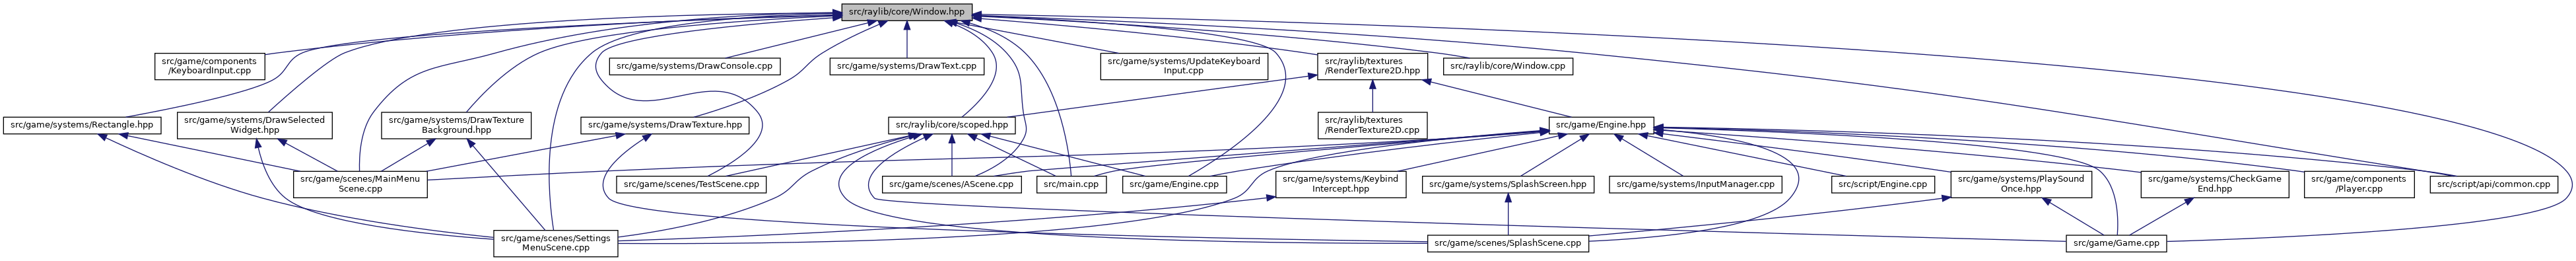 src/raylib/core/Window.hpp
src/game/components
/KeyboardInput.cpp
src/game/systems/DrawConsole.cpp
src/game/systems/DrawText.cpp
src/game/systems/UpdateKeyboard
Input.cpp
src/raylib/textures
/RenderTexture2D.hpp
src/raylib/core/Window.cpp
src/game/systems/Rectangle.hpp
src/game/systems/DrawSelected
Widget.hpp
src/game/systems/DrawTexture
Background.hpp
src/game/systems/DrawTexture.hpp
src/raylib/core/scoped.hpp
src/raylib/textures
/RenderTexture2D.cpp
src/game/Engine.hpp
src/game/scenes/MainMenu
Scene.cpp
src/game/scenes/TestScene.cpp
src/game/scenes/AScene.cpp
src/main.cpp
src/game/Engine.cpp
src/game/systems/Keybind
Intercept.hpp
src/game/systems/SplashScreen.hpp
src/game/systems/InputManager.cpp
src/script/Engine.cpp
src/game/systems/PlaySound
Once.hpp
src/game/systems/CheckGame
End.hpp
src/game/components
/Player.cpp
src/script/api/common.cpp
src/game/scenes/Settings
MenuScene.cpp
src/game/scenes/SplashScene.cpp
src/game/Game.cpp